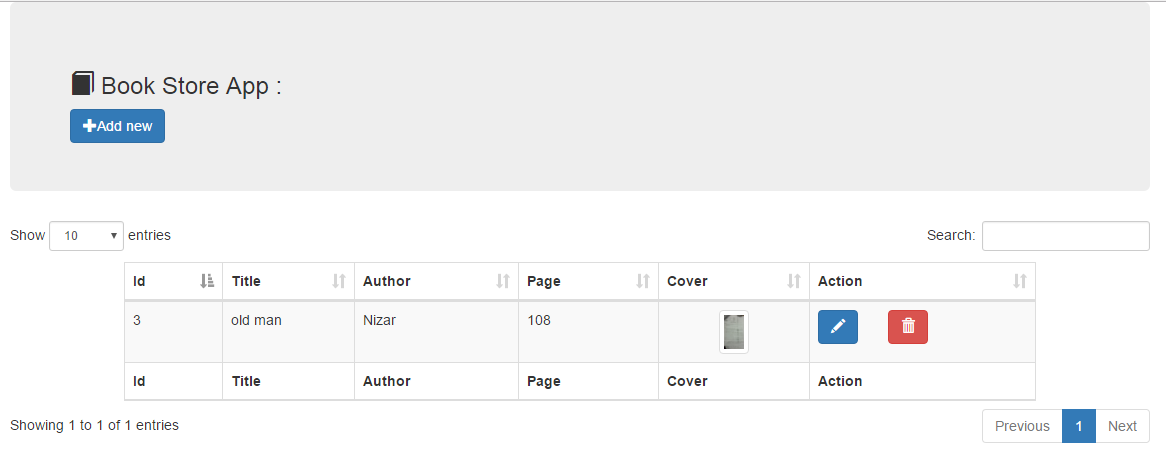 Book Store App :
Add new
Show 10 entries Search:
Id Title Author Page Cover Action
3 old man Nizar 108
Id Title Author Page Cover Action
Showing 1 to 1 of 1 entries Previous 1 Next